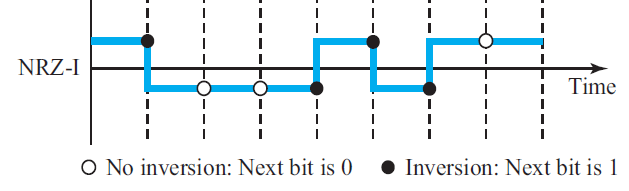 NRZ-I
Time
No inversion: Next bit is 0
Inversion: Next bit is 1